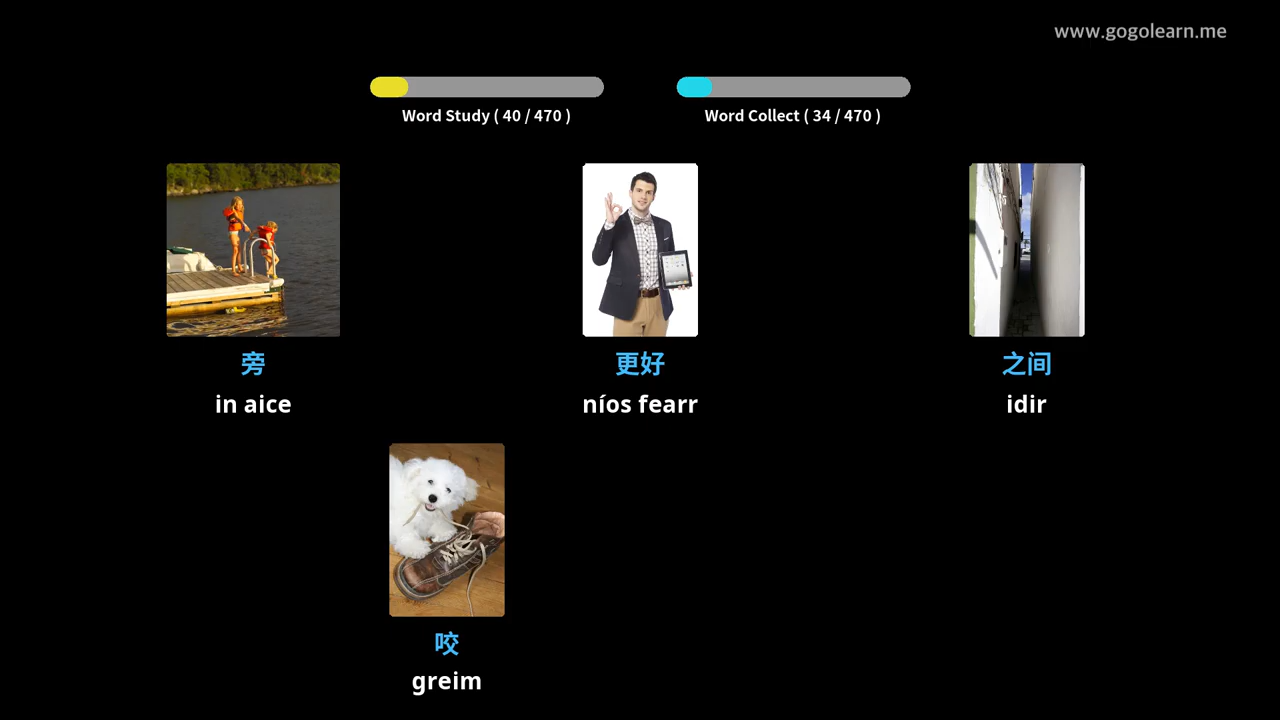 www.gogolearn.me
Word Study ( 40 / 470 )
Word Collect ( 34 / 470 )
旁
in aice
更好
níos fearr
之间
idir
咬
greim